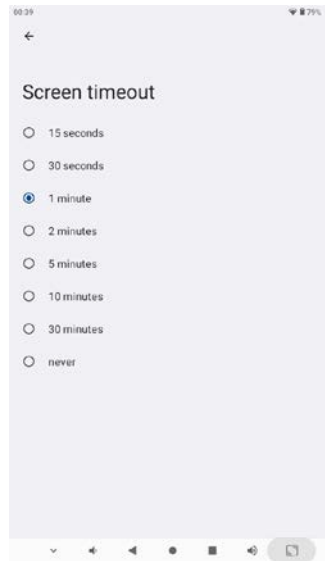 00:39 79%
Screen timeout
15 seconds
30 seconds
1 minute
2 minutes
5 minutes
10 minutes
30 minutes
never